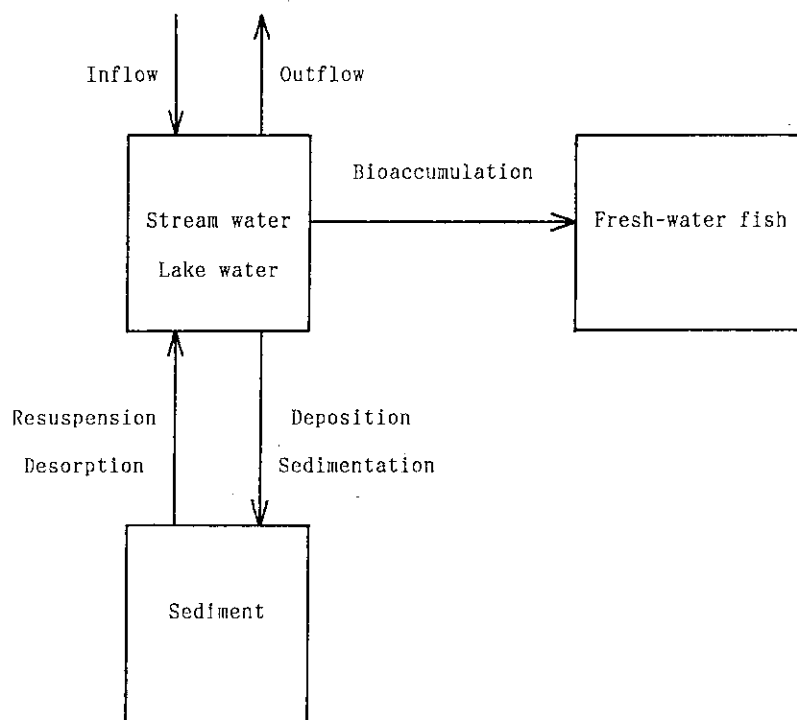 Inflow
Outflow
Bioaccumulation
Stream water
Lake water
Fresh-water fish
Resuspension
Desorption
Deposition
Sedimentation
Sediment